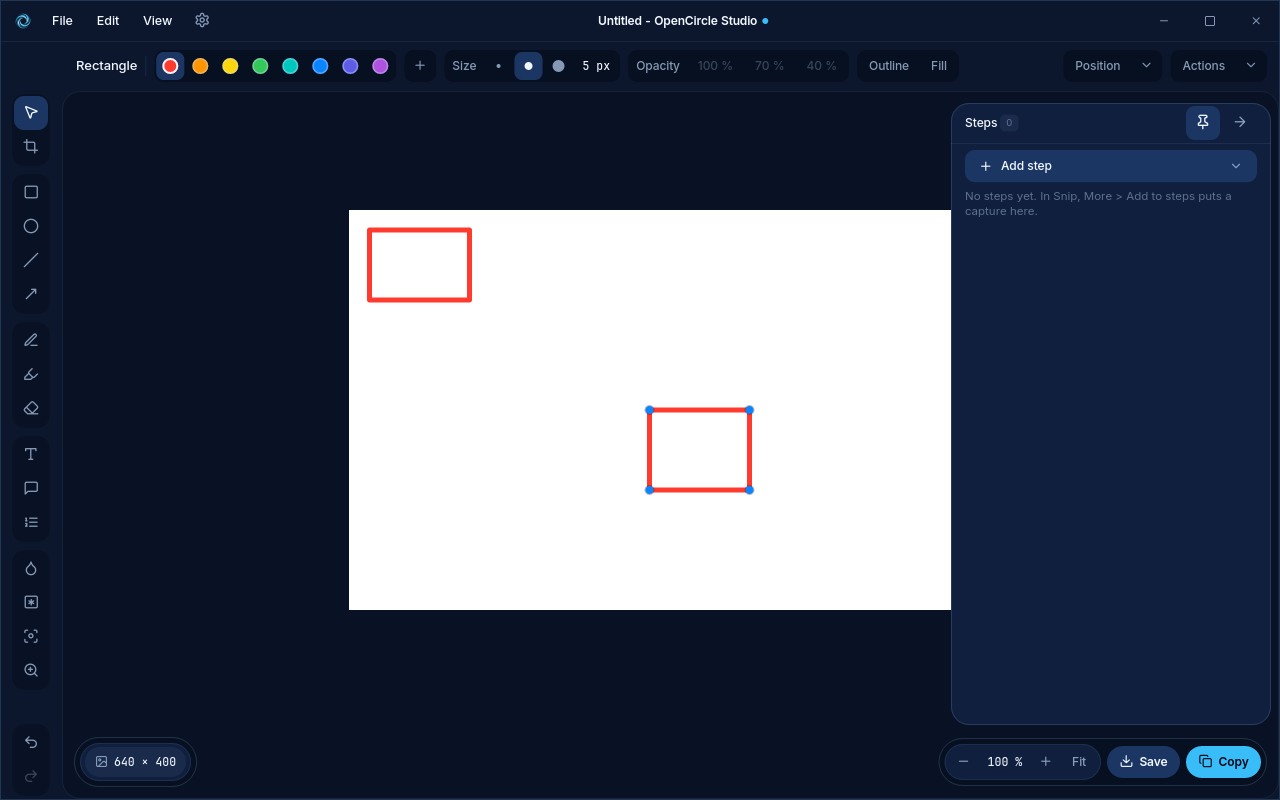 File Edit View
Untitled - OpenCircle Studio
Rectangle
Size
5 px
Opacity 100 % 70 % 40 %
Outline Fill
Position
Actions
Steps 0
Add step
No steps yet. In Snip, More > Add to steps puts a
capture here.
640 × 400
100 %
Fit
Save
Copy